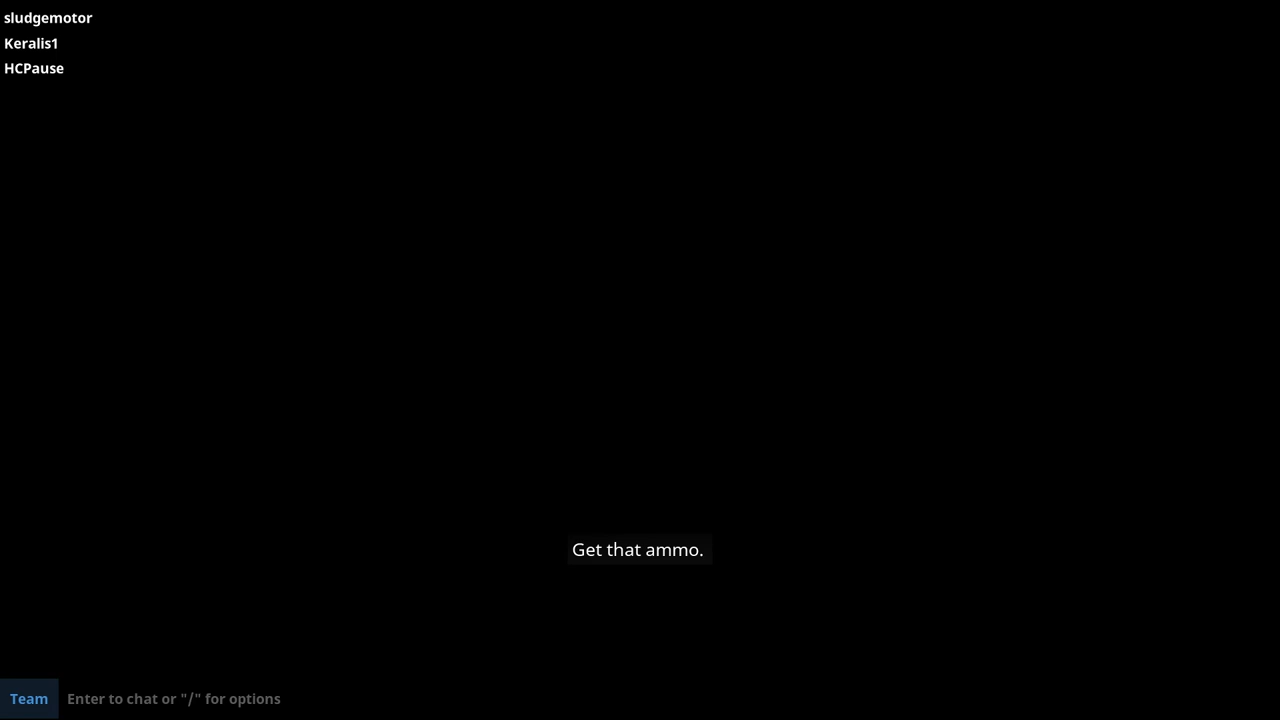 sludgemotor
Keralis1
HCPause
Get that ammo.
Team Enter to chat or "/" for options